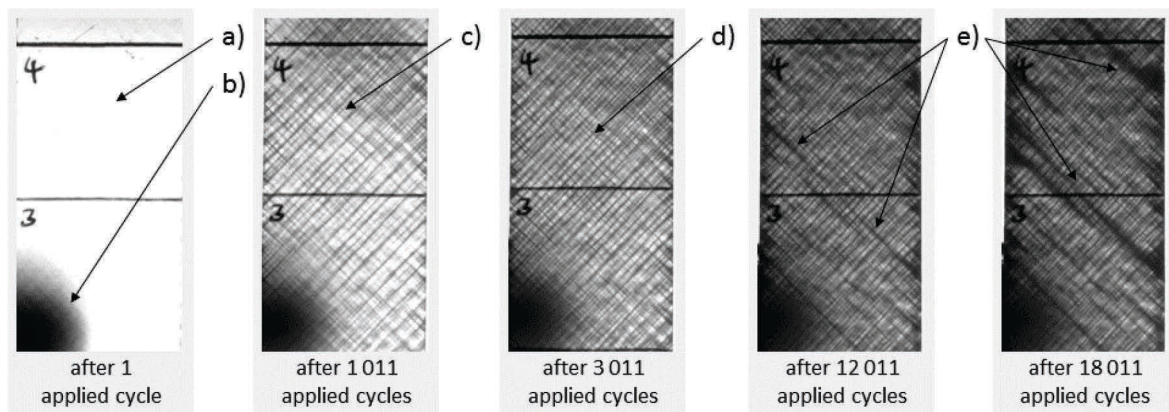 a)
b)
c)
d)
e)
4
3
4
3
4
3
4
3
4
after 1
applied cycle
after 1 011
applied cycles
after 3 011
applied cycles
after 12 011
applied cycles
after 18 011
applied cycles